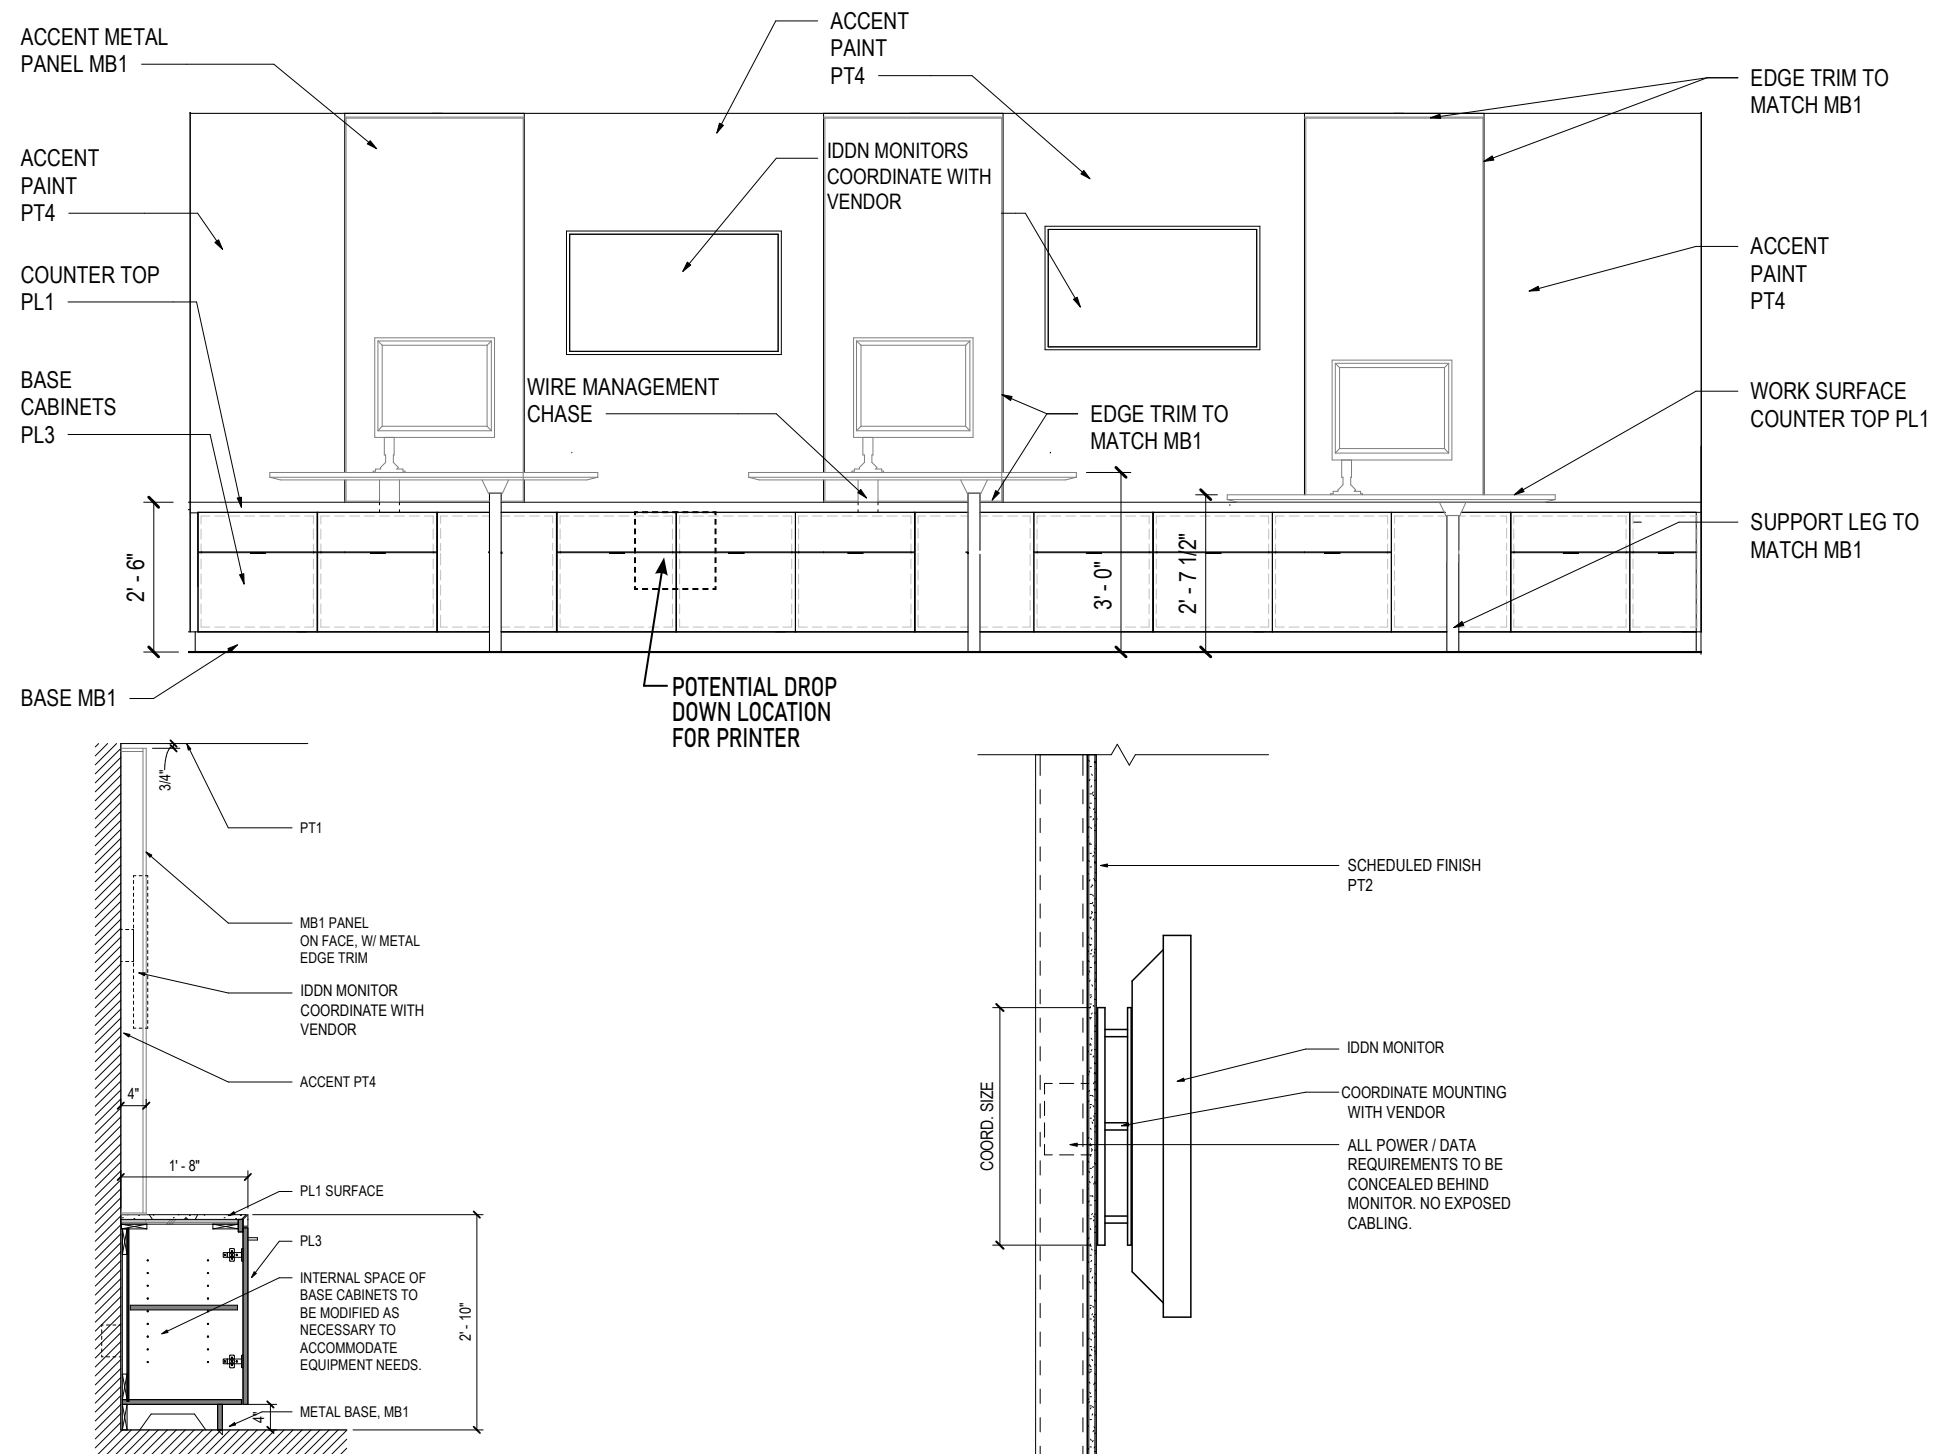 ACCENT METAL
PANEL MB1
ACCENT
PAINT
PT4
EDGE TRIM TO
MATCH MB1
ACCENT
PAINT
PT4
IDDN MONITORS
COORDINATE WITH
VENDOR
ACCENT
PAINT
PT4
COUNTER TOP
PL1
BASE
CABINETS
PL3
WIRE MANAGEMENT
CHASE
EDGE TRIM TO
MATCH MB1
WORK SURFACE
COUNTER TOP PL1
SUPPORT LEG TO
MATCH MB1
2' - 6"
3' - 0"
2' - 7 1/2"
BASE MB1
POTENTIAL DROP
DOWN LOCATION
FOR PRINTER
3/4"
PT1
MB1 PANEL
ON FACE, W/ METAL
EDGE TRIM
IDDN MONITOR
COORDINATE WITH
VENDOR
ACCENT PT4
4"
1' - 8"
PL1 SURFACE
PL3
INTERNAL SPACE OF
BASE CABINETS TO
BE MODIFIED AS
NECESSARY TO
ACCOMMODATE
EQUIPMENT NEEDS.
2' - 10"
4"
METAL BASE, MB1
SCHEDULED FINISH
PT2
COORD. SIZE
IDDN MONITOR
COORDINATE MOUNTING
WITH VENDOR
ALL POWER / DATA
REQUIREMENTS TO BE
CONCEALED BEHIND
MONITOR. NO EXPOSED
CABLING.